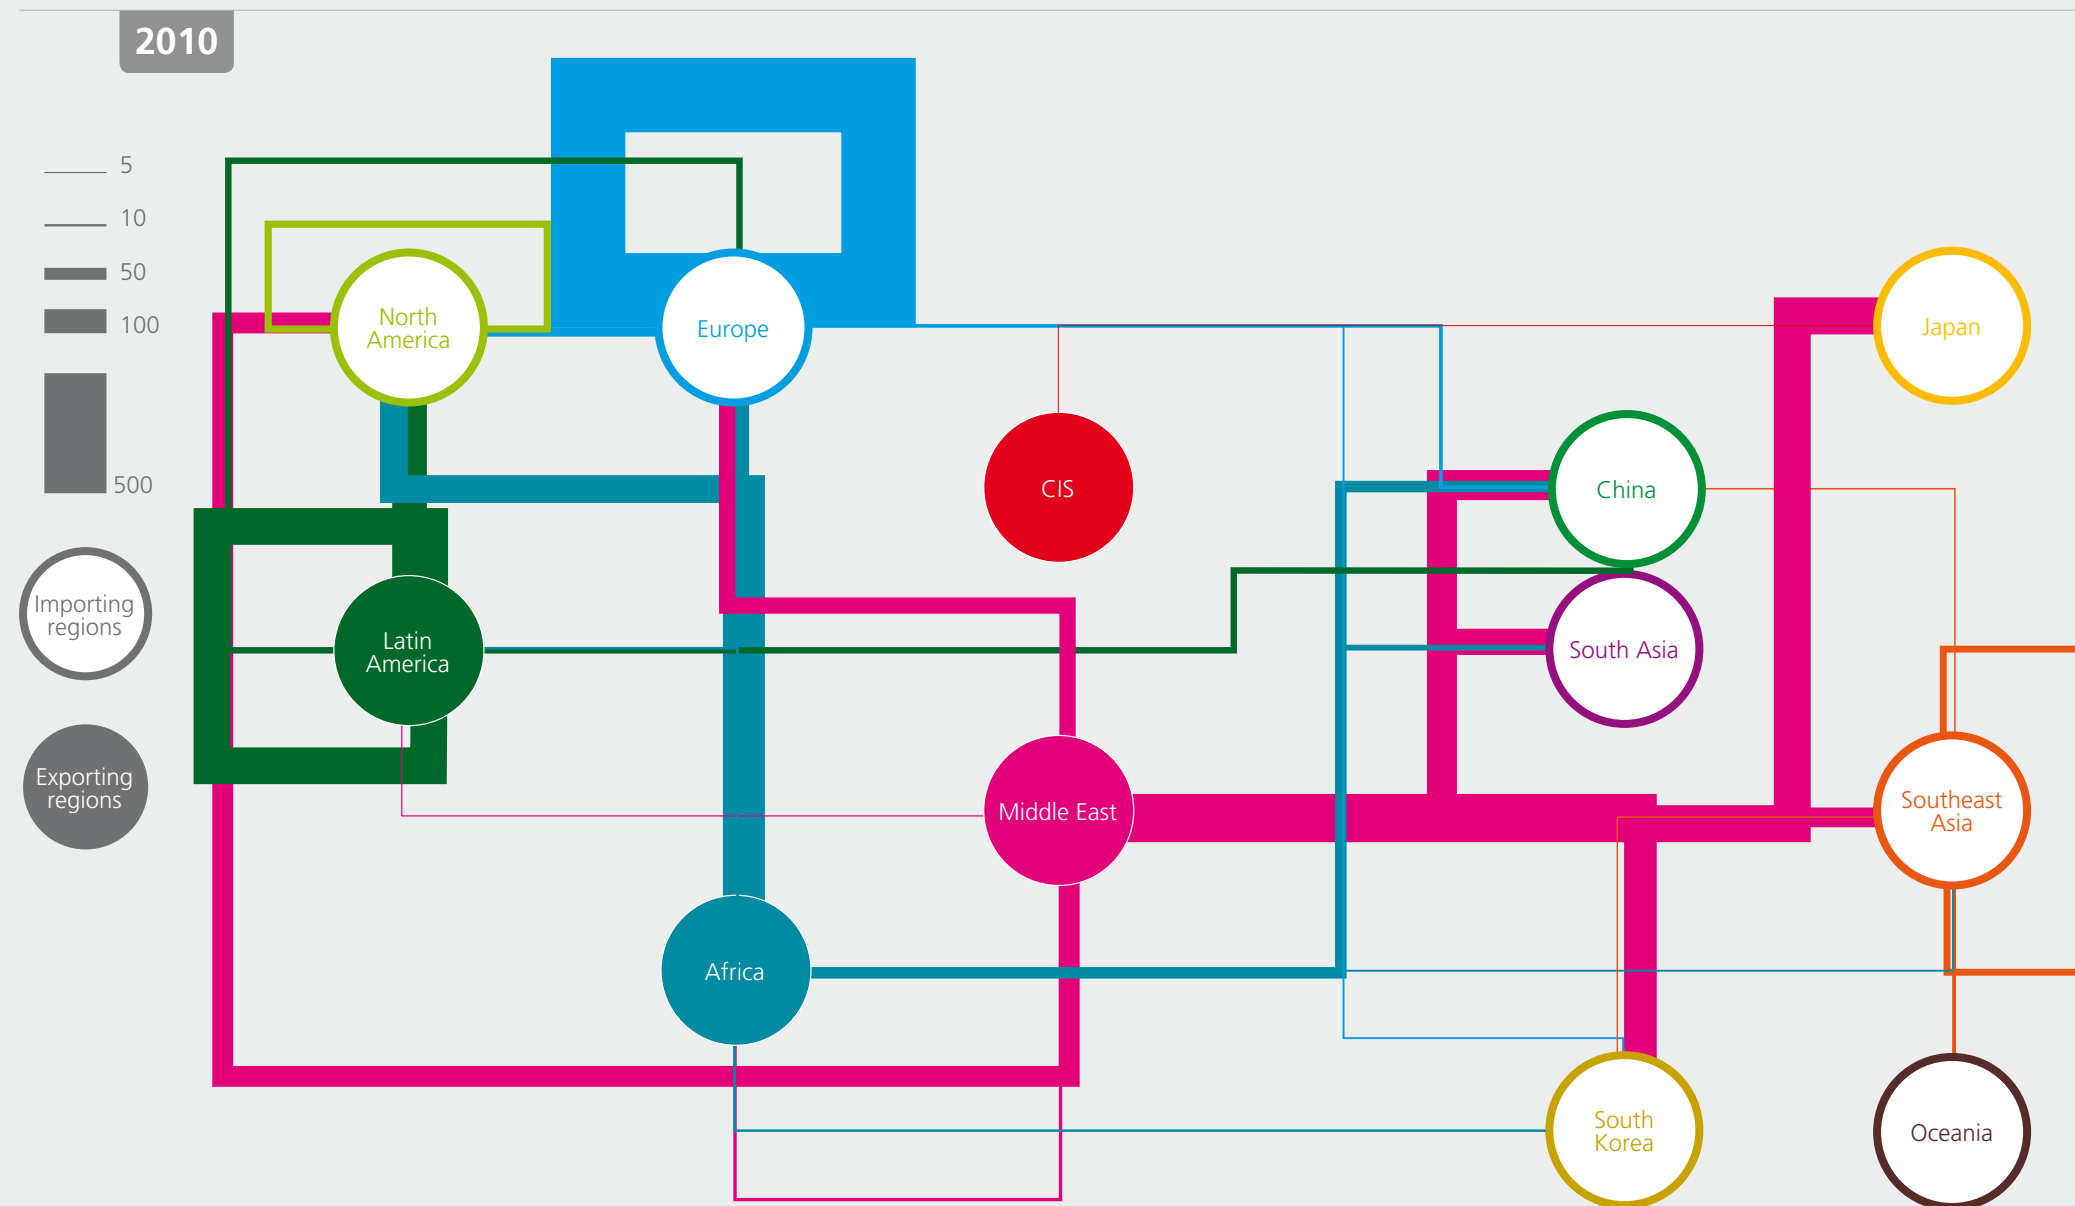 2010
5
10
50
100
500
Importing
regions
Exporting
regions
North
America
Europe
Japan
CIS
China
Latin
America
South Asia
Middle East
Southeast
Asia
Africa
South
Korea
Oceania